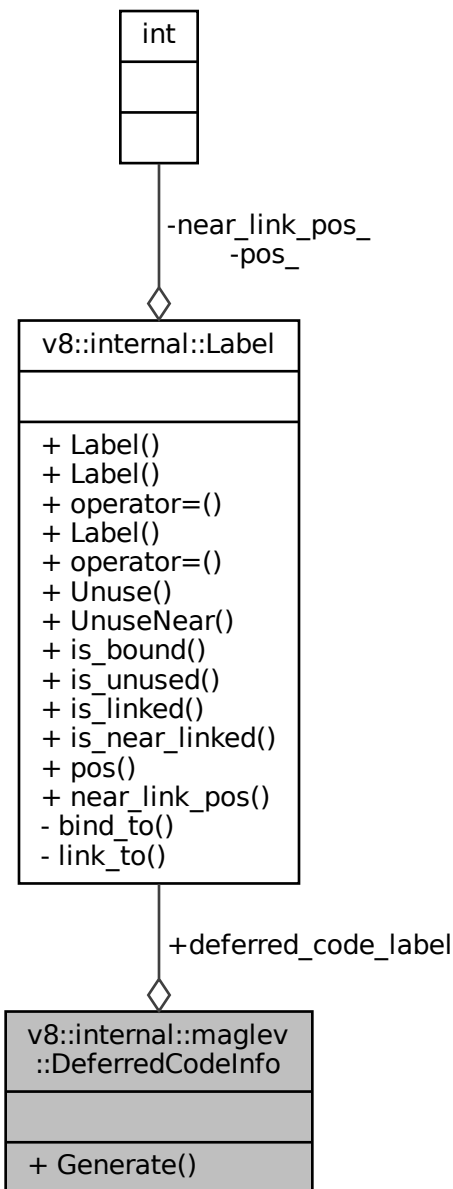 int
-near_link_pos_
-pos_
v8::internal::Label
+ Label()
+ Label()
+ operator=()
+ Label()
+ operator=()
+ Unuse()
+ UnuseNear()
+ is_bound()
+ is_unused()
+ is_linked()
+ is_near_linked()
+ pos()
+ near_link_pos()
- bind_to()
- link_to()
+deferred_code_label
v8::internal::maglev
::DeferredCodeInfo
+ Generate()